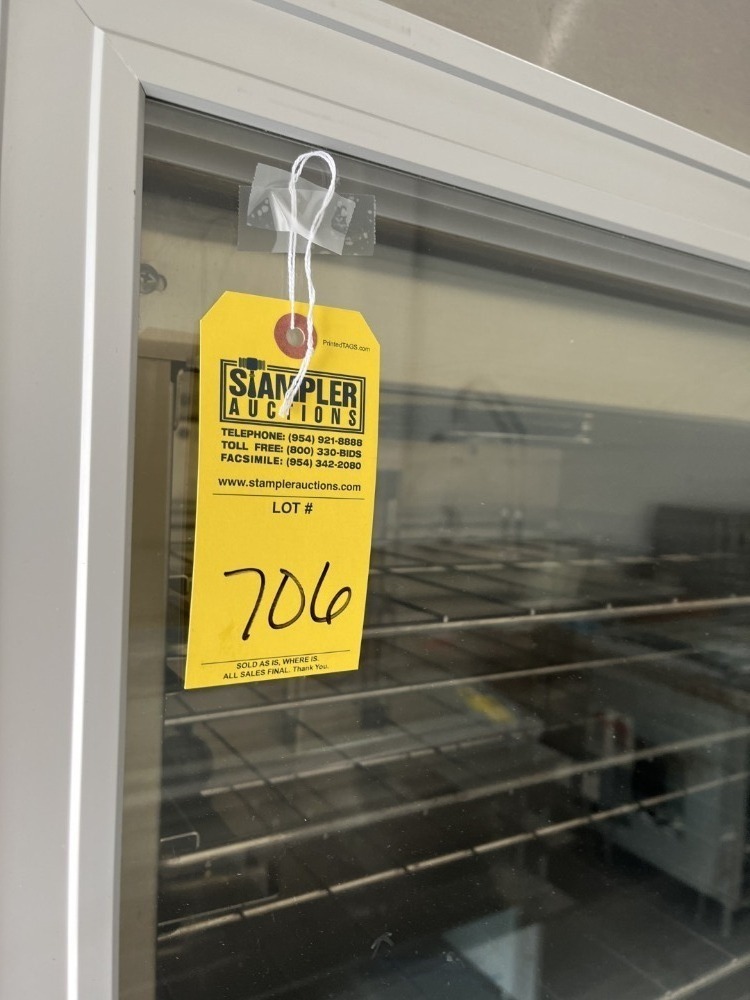 PrintedTAGS.com
STAMPLER
AUCTIONS
TELEPHONE: (954) 921-8888
TOLL FREE: (800) 330-BIDS
FACSIMILE: (954) 342-2080
www.stamplerauctions.com
LOT #
706
SOLD AS IS, WHERE IS.
ALL SALES FINAL. Thank You.